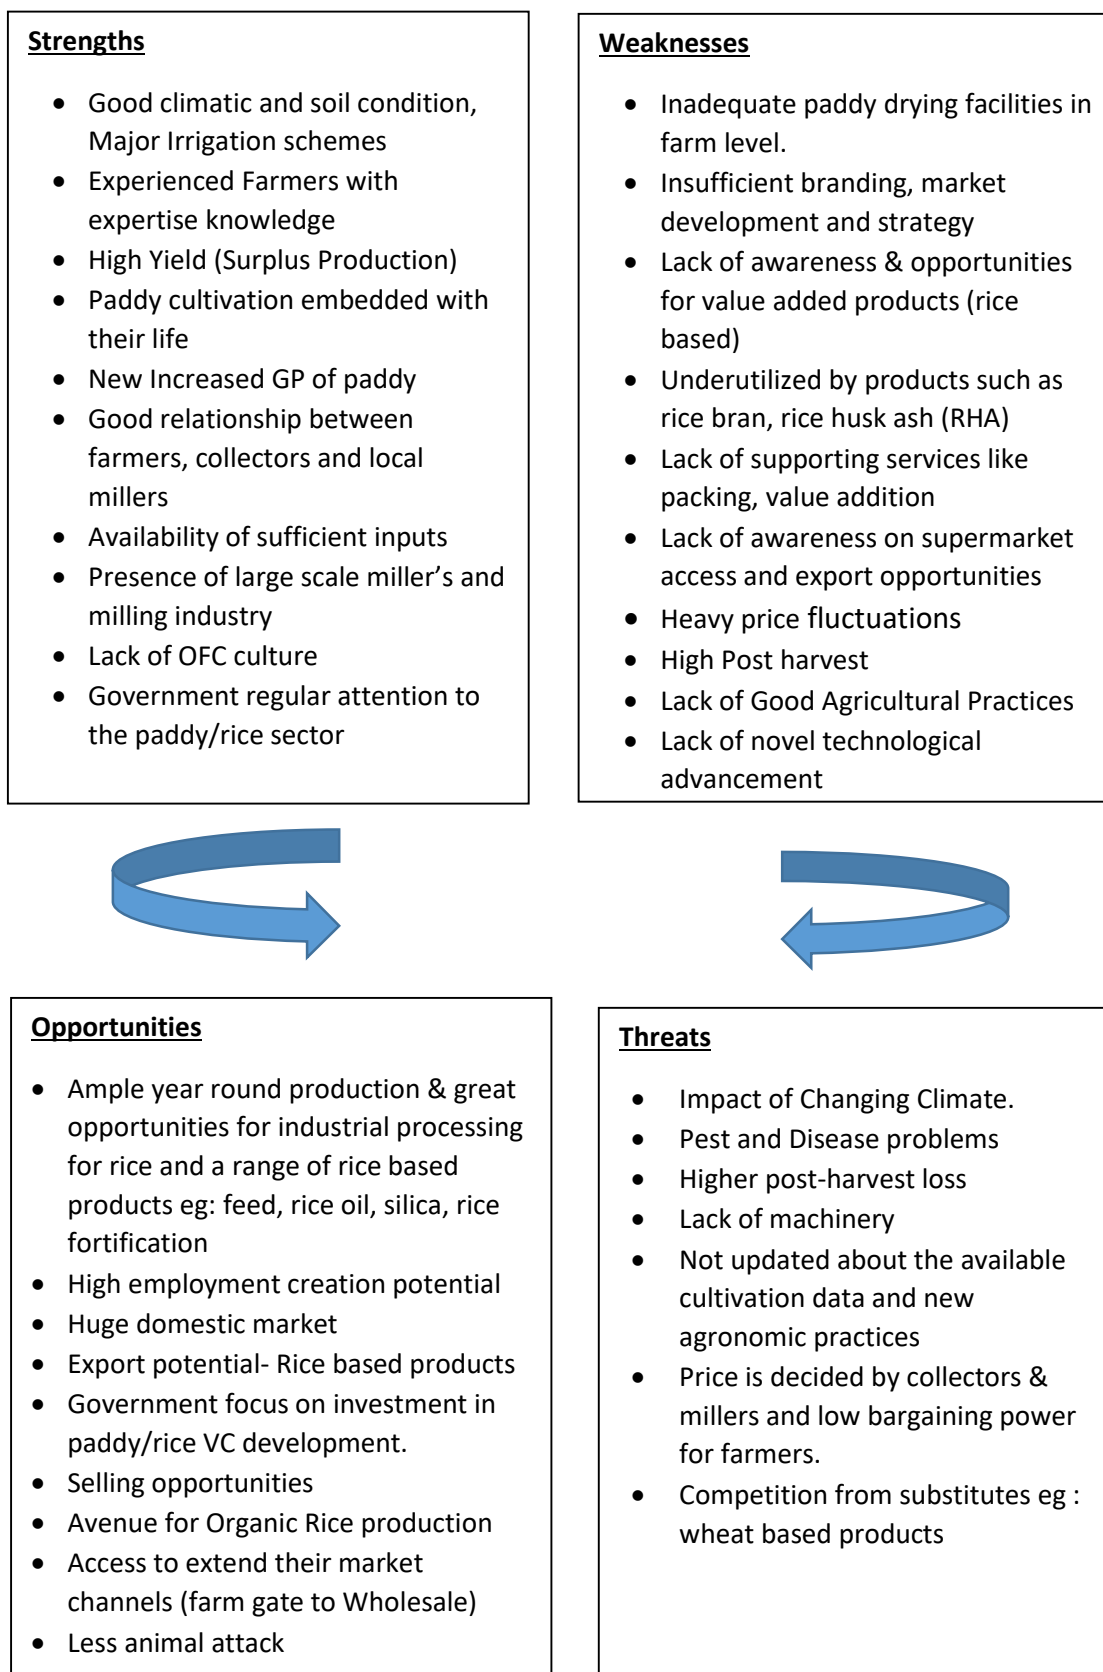 Strengths
• Good climatic and soil condition,
Major Irrigation schemes
• Experienced Farmers with
expertise knowledge
• High Yield (Surplus Production)
• Paddy cultivation embedded with
their life
• New Increased GP of paddy
• Good relationship between
farmers, collectors and local
millers
• Availability of sufficient inputs
• Presence of large scale miller’s and
milling industry
• Lack of OFC culture
• Government regular attention to
the paddy/rice sector
Weaknesses
• Inadequate paddy drying facilities in
farm level.
• Insufficient branding, market
development and strategy
• Lack of awareness & opportunities
for value added products (rice
based)
• Underutilized by products such as
rice bran, rice husk ash (RHA)
• Lack of supporting services like
packing, value addition
• Lack of awareness on supermarket
access and export opportunities
• Heavy price fluctuations
• High Post harvest
• Lack of Good Agricultural Practices
• Lack of novel technological
advancement
Opportunities
• Ample year round production & great
opportunities for industrial processing
for rice and a range of rice based
products eg: feed, rice oil, silica, rice
fortification
• High employment creation potential
• Huge domestic market
• Export potential- Rice based products
• Government focus on investment in
paddy/rice VC development.
• Selling opportunities
• Avenue for Organic Rice production
• Access to extend their market
channels (farm gate to Wholesale)
• Less animal attack
Threats
• Impact of Changing Climate.
• Pest and Disease problems
• Higher post-harvest loss
• Lack of machinery
• Not updated about the available
cultivation data and new
agronomic practices
• Price is decided by collectors &
millers and low bargaining power
for farmers.
• Competition from substitutes eg :
wheat based products